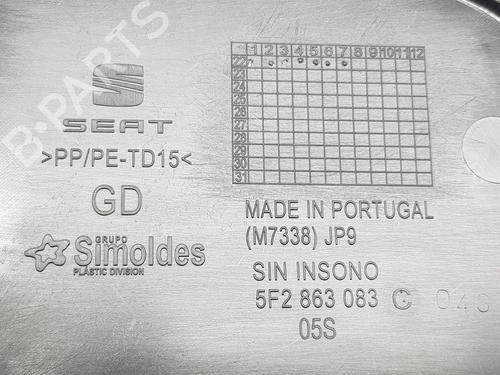 B-PARTS
SEAT
>PP/PE-TD15<
GD
GRUPO
Simoldes
PLASTIC DIVISION
1 2 3 4 5 6 7 8 9 10 11 12
22
23
24
25
26
27
28
29
30
31
MADE IN PORTUGAL
(M7338) JP9
SIN INSONO
5F2 863 083 G 045
05S